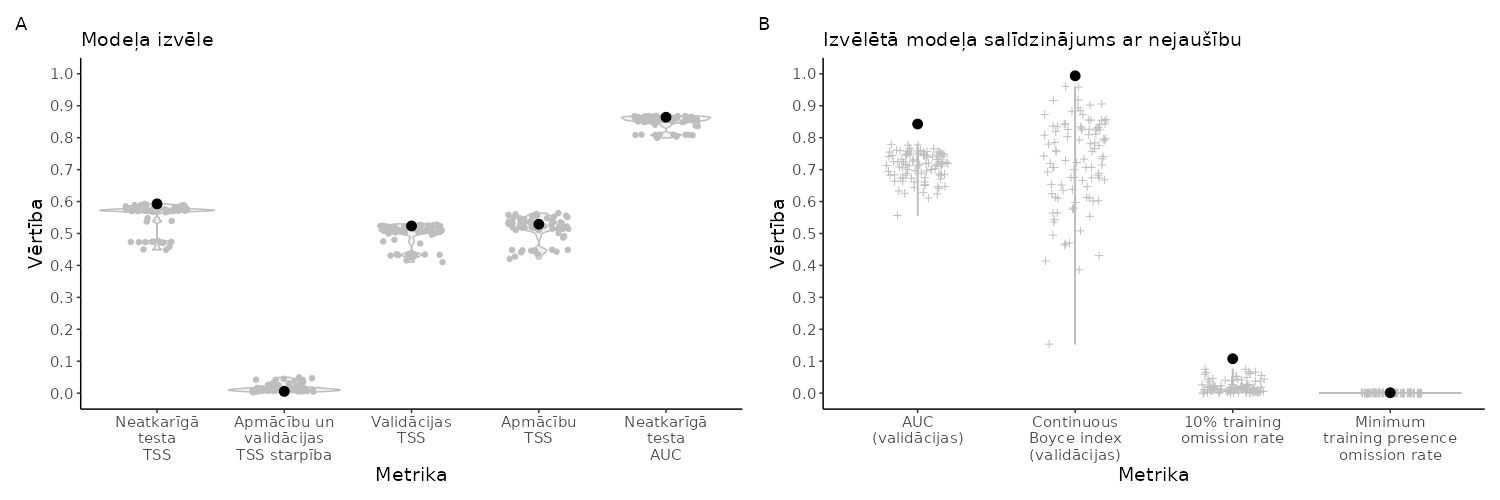 A
Modeļa izvēle
Vērtība
1.0
0.9
0.8
0.7
0.6
0.5
0.4
0.3
0.2
0.1
0.0
Neatkarīgā
testa
TSS
Apmācību un
validācijas
TSS starpība
Validācijas
TSS
Apmācību
TSS
Neatkarīgā
testa
AUC
Metrika
B
Izvēlētā modeļa salīdzinājums ar nejaušību
Vērtība
1.0
0.9
0.8
0.7
0.6
0.5
0.4
0.3
0.2
0.1
0.0
AUC
(validācijas)
Continuous
Boyce index
(validācijas)
10% training
omission rate
Minimum
training presence
omission rate
Metrika